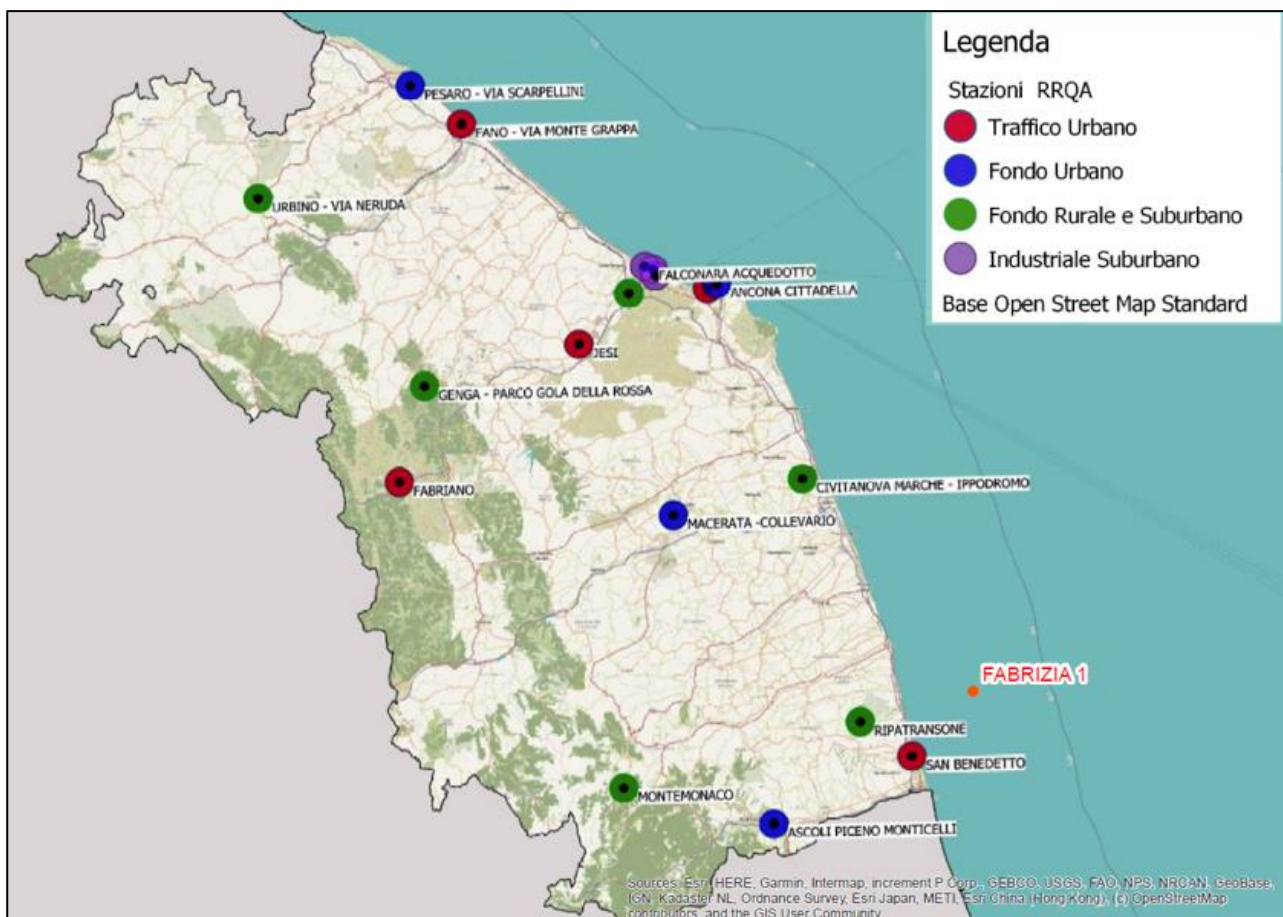 Legenda
Stazioni RRQA
Traffico Urbano
Fondo Urbano
Fondo Rurale e Suburbano
Industriale Suburbano
Base Open Street Map Standard
PESARO - VIA SCARPELLINI
FANO - VIA MONTE GRAPPA
URBINO - VIA NERUDA
FALCONARA ACQUEDOTTO
ANCONA CITTADELLA
JESI
GENGA - PARCO GOLA DELLA ROSSA
FABRIANO
CIVITANOVA MARCHE - IPPODROMO
MACERATA -COLLEVARIO
FABRIZIA 1
RIPATRANSONE
SAN BENEDETTO
MONTEMONACO
ASCOLI PICENO MONTICELLI
Sources: Esri, HERE, Garmin, Intermap, increment P Corp., GEBCO, USGS, FAO, NPS, NRCAN, GeoBase,
IGN, Kadaster NL, Ordnance Survey, Esri Japan, METI, Esri China (Hong Kong), (c) OpenStreetMap
contributors, and the GIS User Community